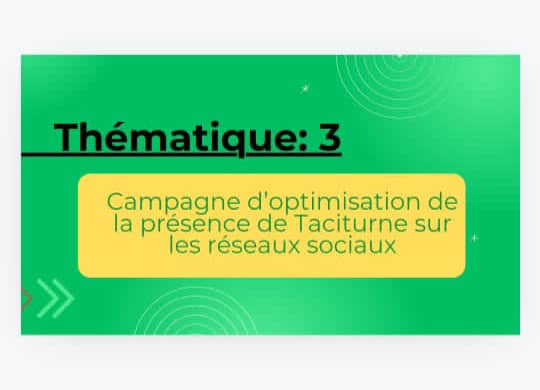 Thématique: 3
Campagne d'optimisation de
la présence de Taciturne sur
les réseaux sociaux